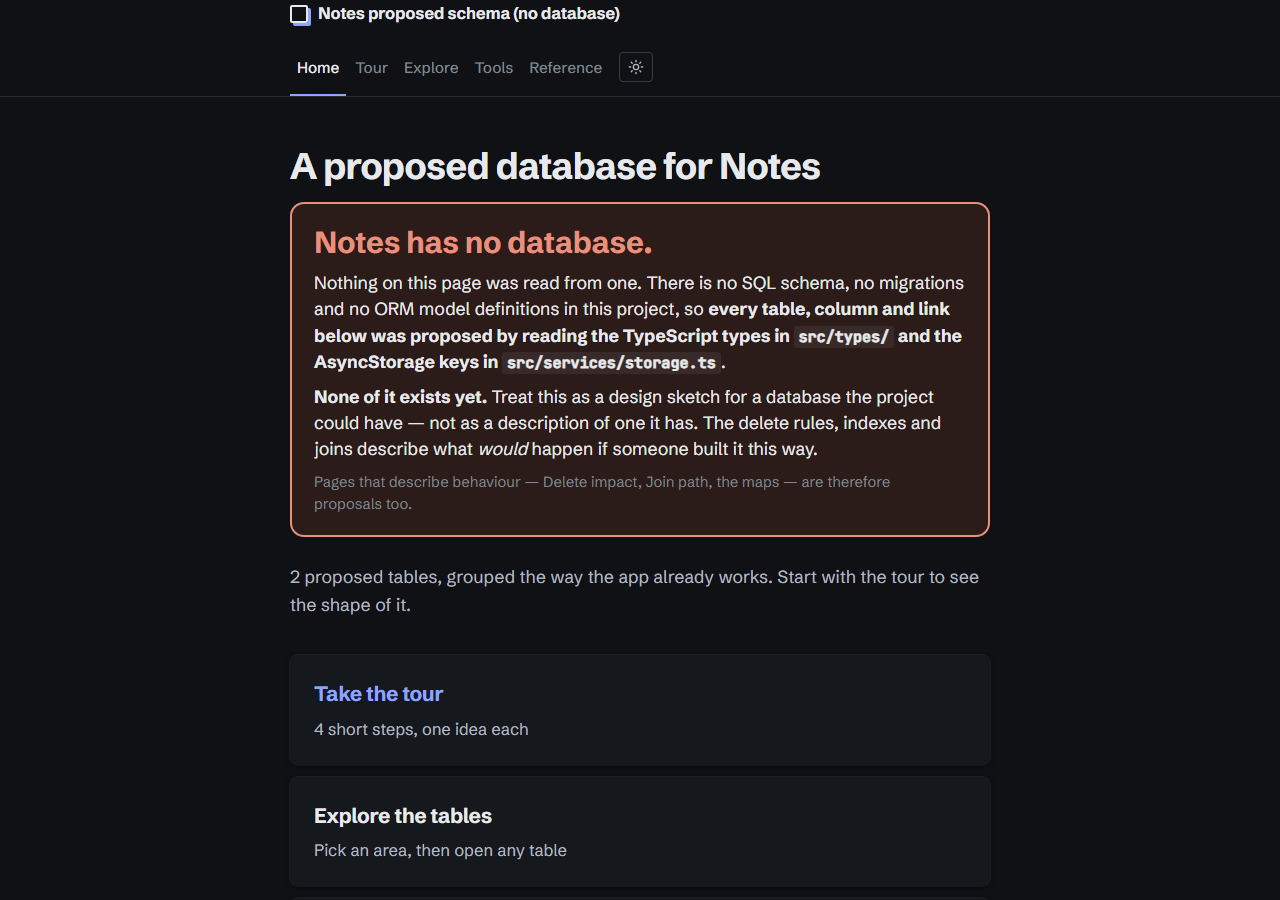 Notes proposed schema (no database)
Home Tour Explore Tools Reference
A proposed database for Notes
Notes has no database.
Nothing on this page was read from one. There is no SQL schema, no migrations
and no ORM model definitions in this project, so every table, column and link
below was proposed by reading the TypeScript types in src/types/ and the
AsyncStorage keys in src/services/storage.ts.
None of it exists yet. Treat this as a design sketch for a database the project
could have — not as a description of one it has. The delete rules, indexes and
joins describe what would happen if someone built it this way.
Pages that describe behaviour — Delete impact, Join path, the maps — are therefore
proposals too.
2 proposed tables, grouped the way the app already works. Start with the tour to see
the shape of it.
Take the tour
4 short steps, one idea each
Explore the tables
Pick an area, then open any table